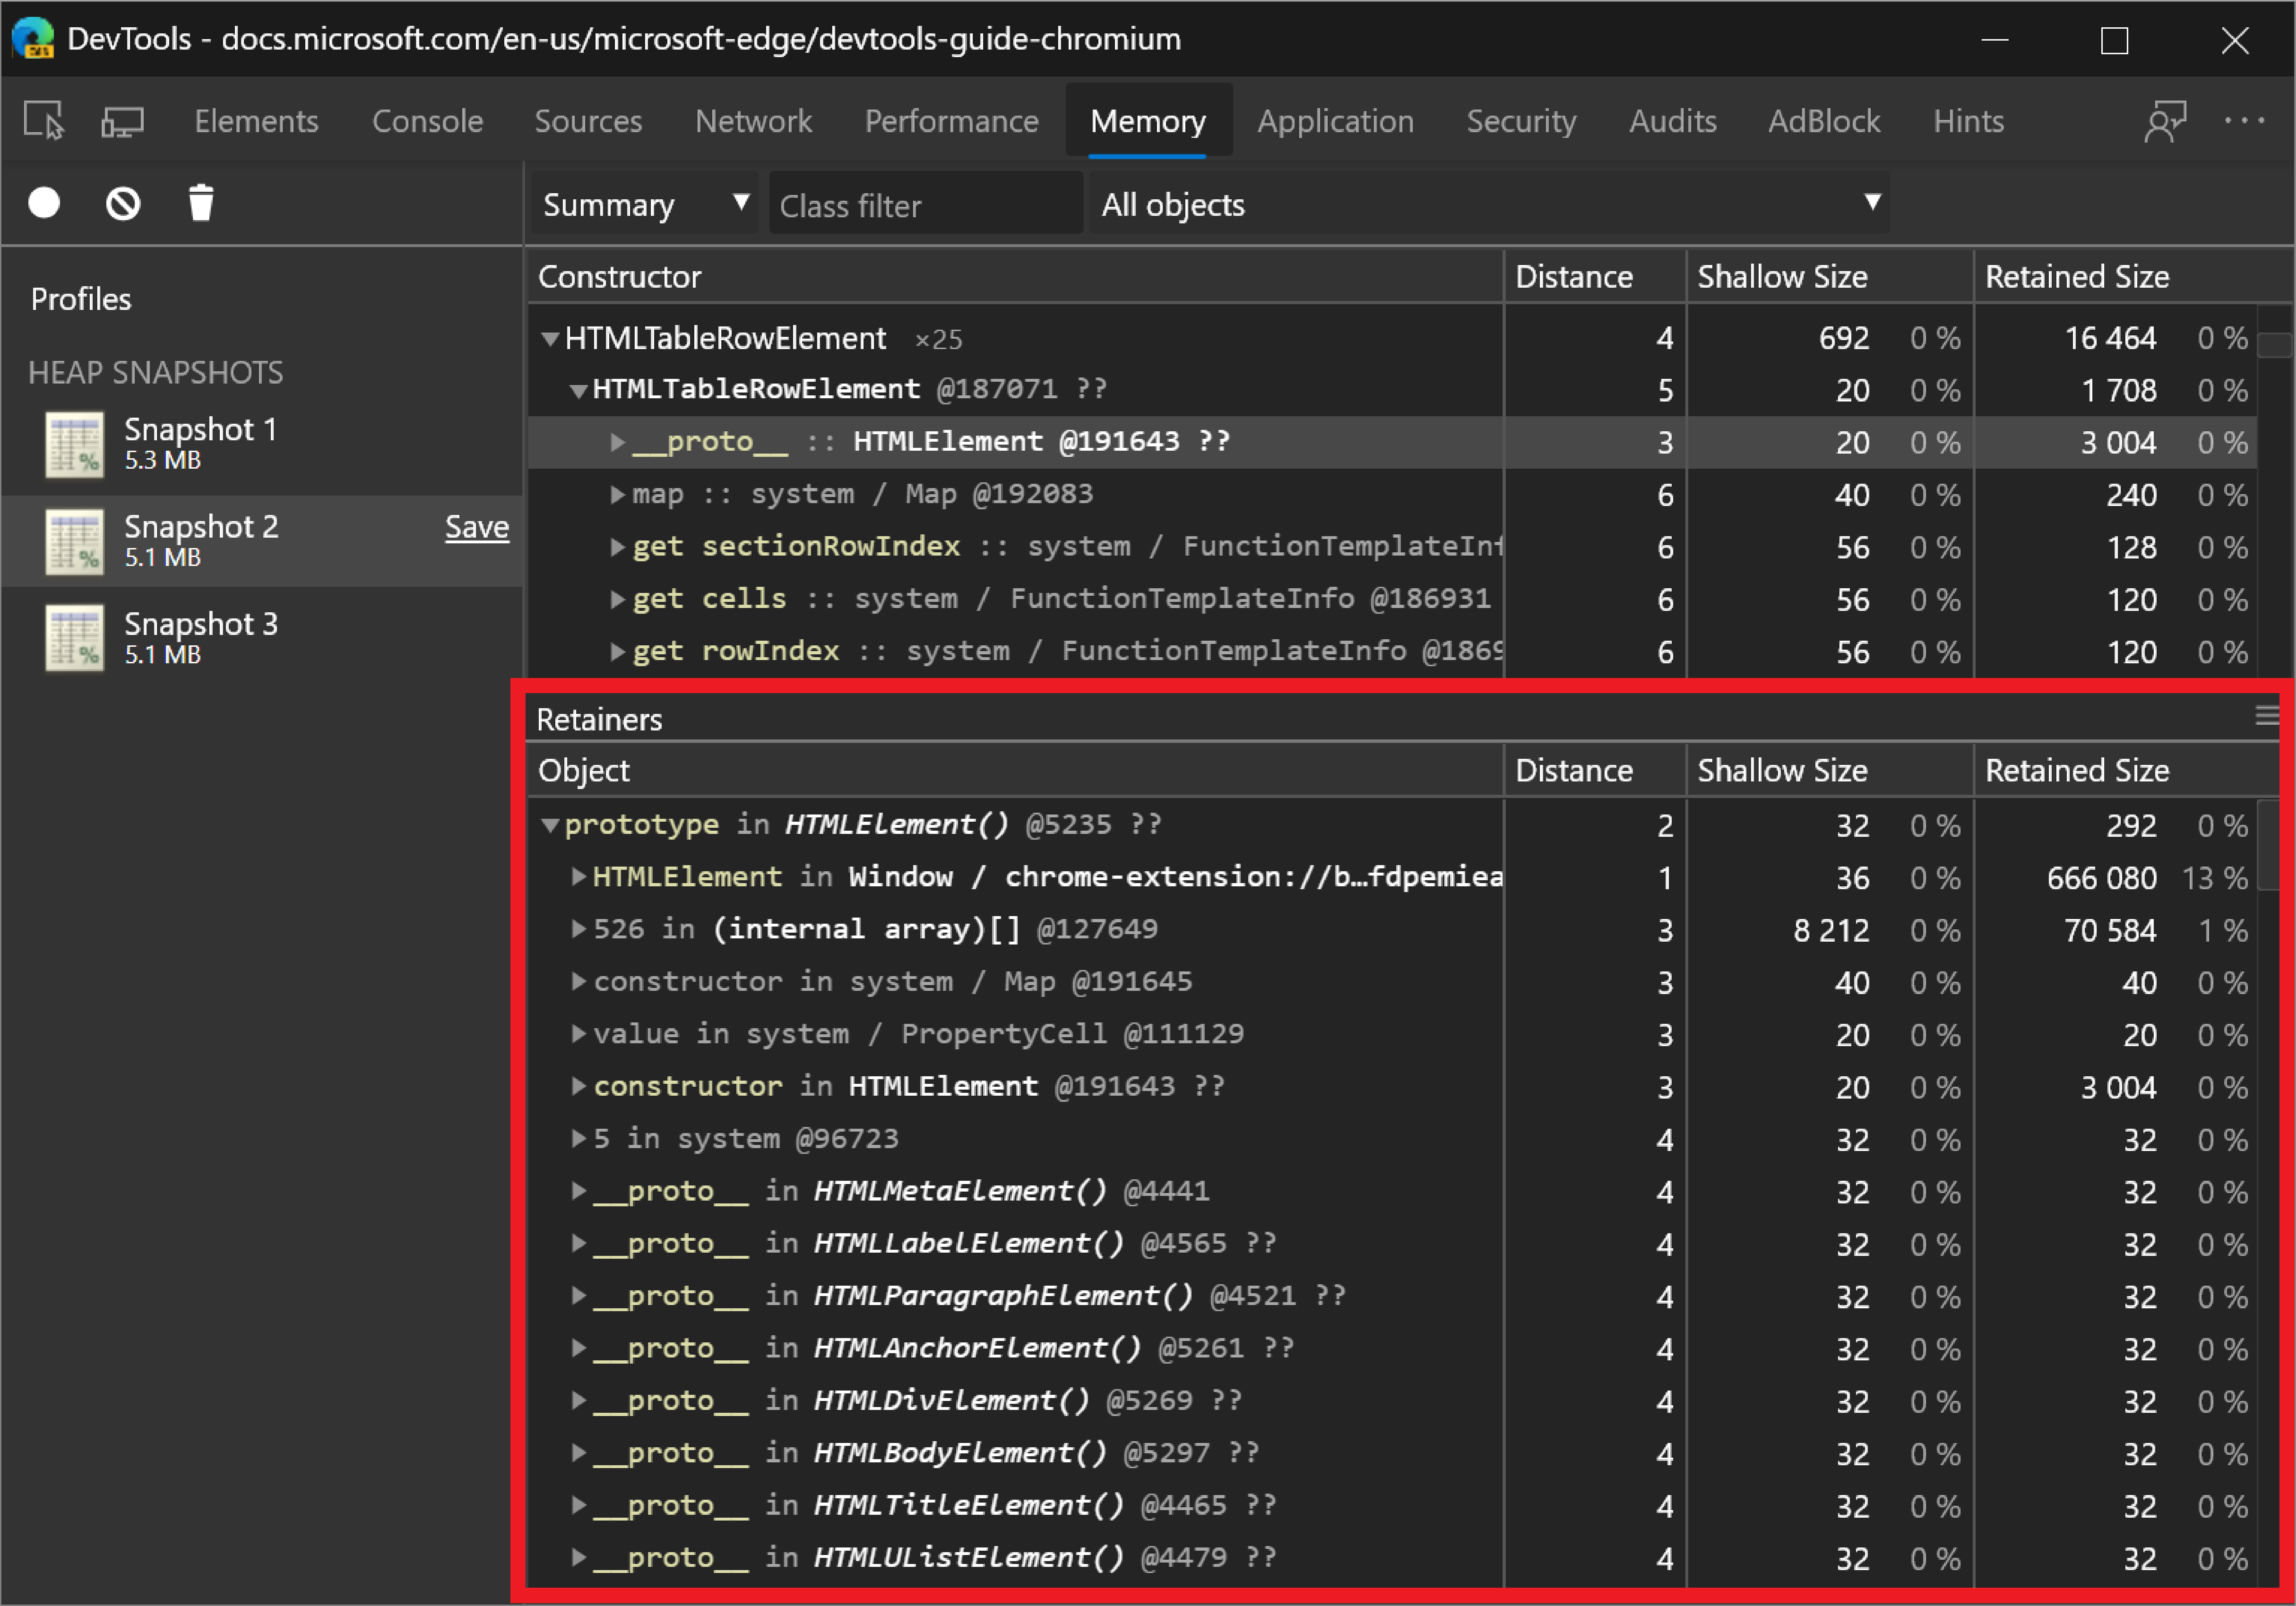 DevTools - docs.microsoft.com/en-us/microsoft-edge/devtools-guide-chromium
Elements Console Sources Network Performance Memory Application Security Audits AdBlock Hints
Summary Class filter All objects
Profiles
HEAP SNAPSHOTS
Snapshot 1
5.3 MB
Snapshot 2 Save
5.1 MB
Snapshot 3
5.1 MB
Constructor Distance Shallow Size Retained Size
HTMLTableRowElement ×25 4 692 0 % 16 464 0 %
HTMLTableRowElement @187071 ?? 5 20 0 % 1 708 0 %
__proto__ :: HTMLElement @191643 ?? 3 20 0 % 3 004 0 %
map :: system / Map @192083 6 40 0 % 240 0 %
get sectionRowIndex :: system / FunctionTemplateInf 6 56 0 % 128 0 %
get cells :: system / FunctionTemplateInfo @186931 6 56 0 % 120 0 %
get rowIndex :: system / FunctionTemplateInfo @1869 6 56 0 % 120 0 %
Retainers
Object Distance Shallow Size Retained Size
prototype in HTMLElement() @5235 ?? 2 32 0 % 292 0 %
HTMLElement in Window / chrome-extension://b…fdpemiea 1 36 0 % 666 080 13 %
526 in (internal array)[] @127649 3 8 212 0 % 70 584 1 %
constructor in system / Map @191645 3 40 0 % 40 0 %
value in system / PropertyCell @111129 3 20 0 % 20 0 %
constructor in HTMLElement @191643 ?? 3 20 0 % 3 004 0 %
5 in system @96723 4 32 0 % 32 0 %
__proto__ in HTMLMetaElement() @4441 4 32 0 % 32 0 %
__proto__ in HTMLLabelElement() @4565 ?? 4 32 0 % 32 0 %
__proto__ in HTMLParagraphElement() @4521 ?? 4 32 0 % 32 0 %
__proto__ in HTMLAnchorElement() @5261 ?? 4 32 0 % 32 0 %
__proto__ in HTMLDivElement() @5269 ?? 4 32 0 % 32 0 %
__proto__ in HTMLBodyElement() @5297 ?? 4 32 0 % 32 0 %
__proto__ in HTMLTitleElement() @4465 ?? 4 32 0 % 32 0 %
__proto__ in HTMLUListElement() @4479 ?? 4 32 0 % 32 0 %